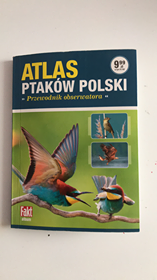 ATLAS
9,99
PTAKÓW POLSKI
Przewodnik obserwatora
fakt